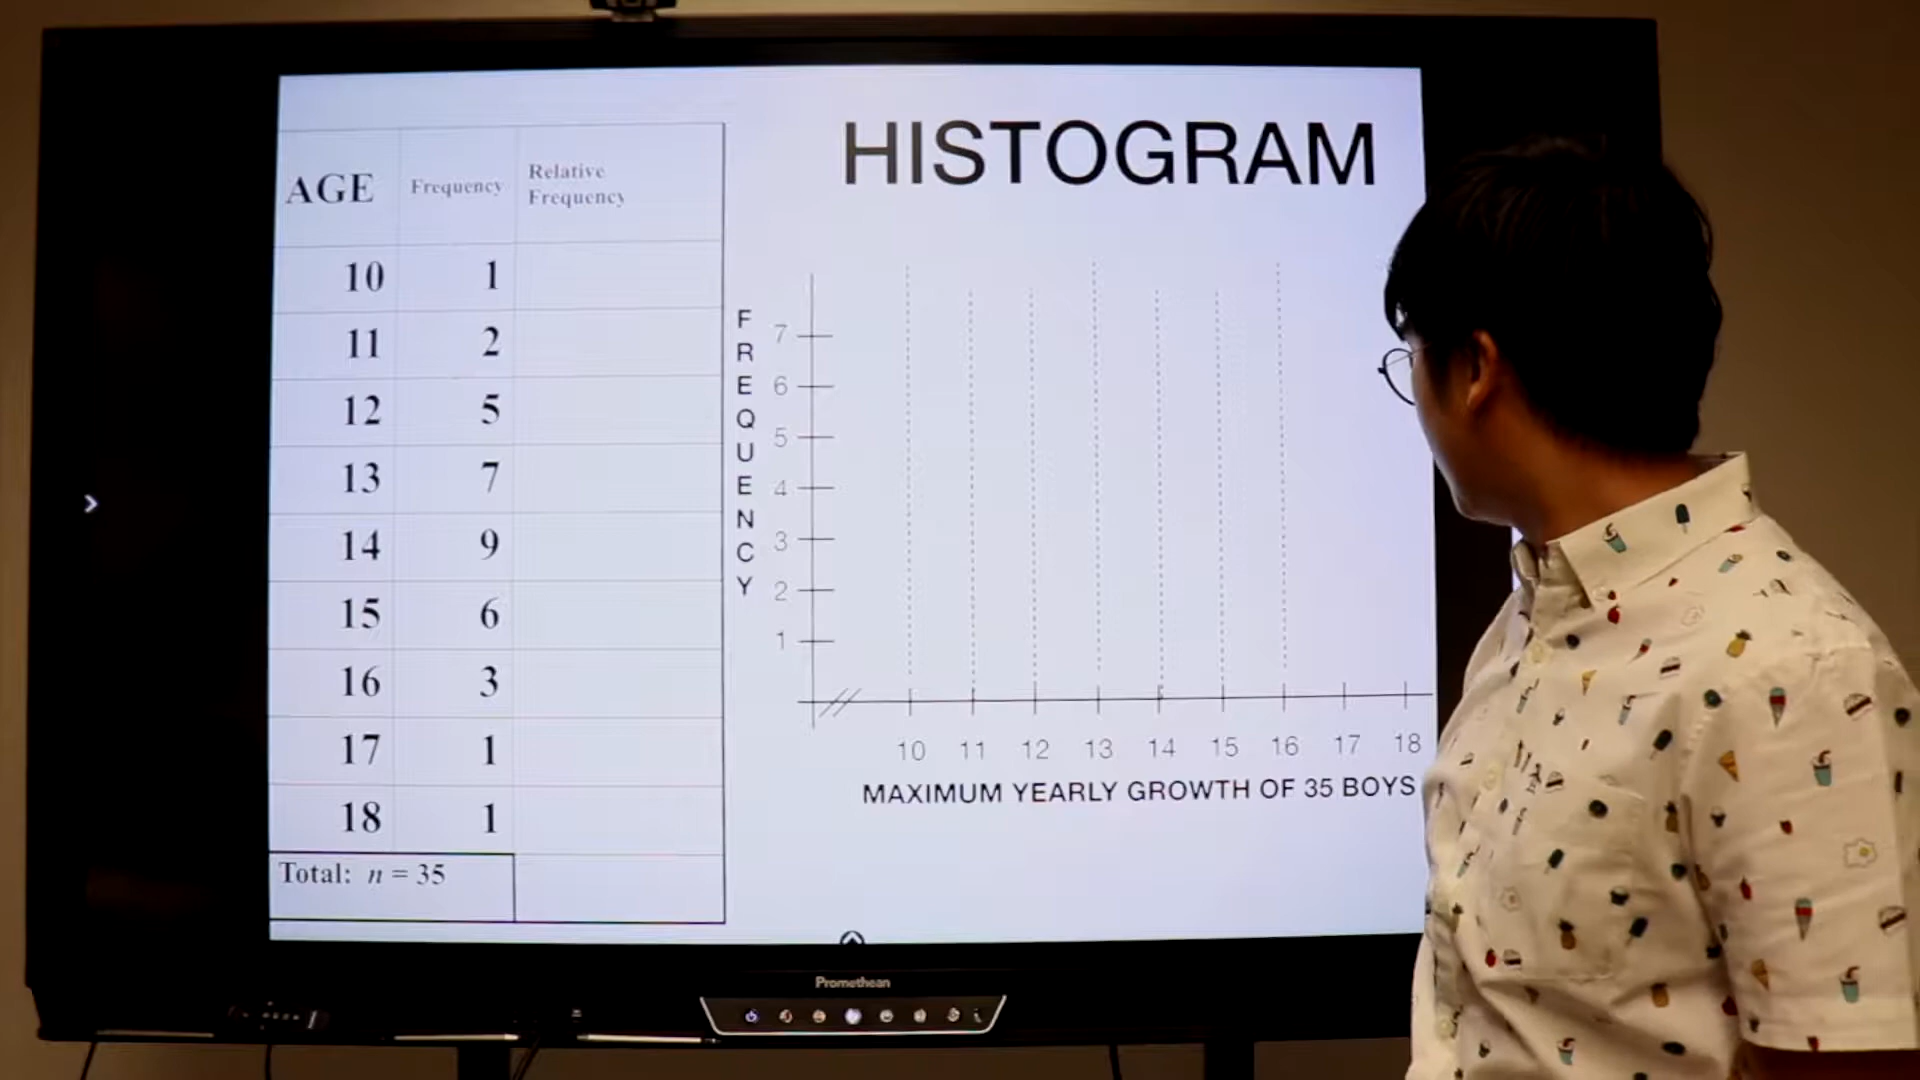 HISTOGRAM
AGE Frequency Relative Frequency
10 1
11 2
12 5
13 7
14 9
15 6
16 3
17 1
18 1
Total: n = 35
FREQUENCY
7
6
5
4
3
2
1
10 11 12 13 14 15 16 17 18
MAXIMUM YEARLY GROWTH OF 35 BOYS
Promethean